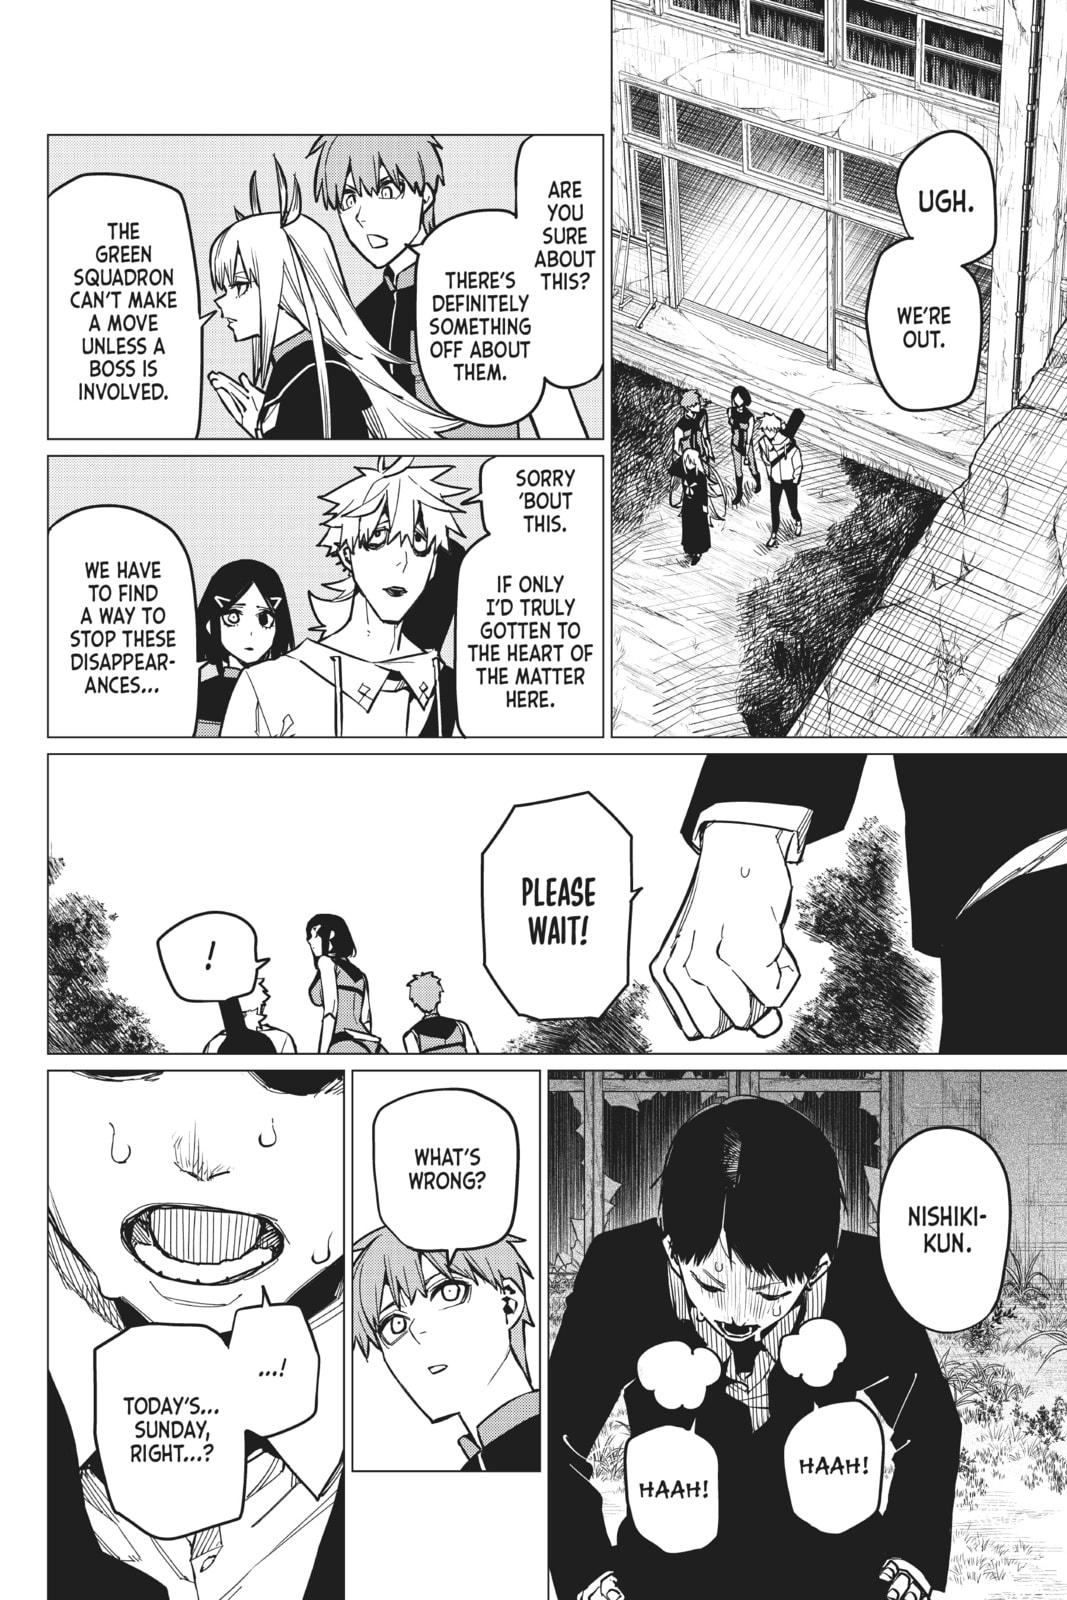 UGH.
WE'RE
OUT.
ARE
YOU
SURE
ABOUT
THIS?
THERE'S
DEFINITELY
SOMETHING
OFF ABOUT
THEM.
THE
GREEN
SQUADRON
CAN'T MAKE
A MOVE
UNLESS A
BOSS IS
INVOLVED.
SORRY
'BOUT
THIS.
IF ONLY
I'D TRULY
GOTTEN TO
THE HEART OF
THE MATTER
HERE.
WE HAVE
TO FIND
A WAY TO
STOP THESE
DISAPPEAR-
ANCES...
PLEASE
WAIT!
!
NISHIKI-
KUN.
HAAH!
HAAH!
WHAT'S
WRONG?
...!
TODAY'S...
SUNDAY,
RIGHT...?